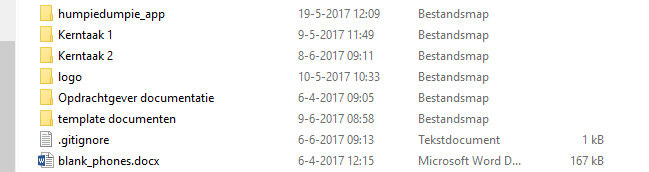 humpiedumpie_app 19-5-2017 12:09 Bestandsmap
Kerntaak 1 9-5-2017 11:49 Bestandsmap
Kerntaak 2 8-6-2017 09:11 Bestandsmap
logo 10-5-2017 10:33 Bestandsmap
Opdrachtgever documentatie 6-4-2017 09:05 Bestandsmap
template documenten 9-6-2017 08:58 Bestandsmap
.gitignore 6-6-2017 09:13 Tekstdocument 1 kB
blank_phones.docx 6-4-2017 12:15 Microsoft Word D... 167 kB